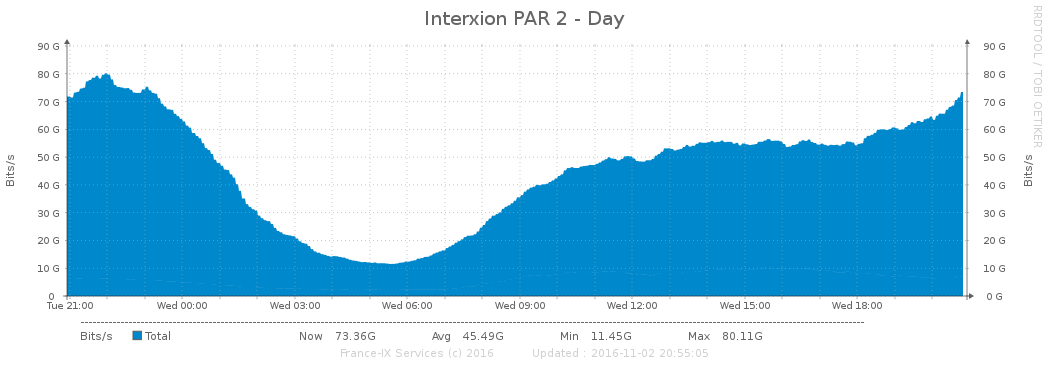 Interxion PAR 2 - Day
RRDTOOL / TOBI OETIKER
90 G 90 G
80 G 80 G
70 G 70 G
60 G 60 G
50 G 50 G
40 G 40 G
30 G 30 G
20 G 20 G
10 G 10 G
0 0 G
Bits/s
Bits/s
Tue 21:00 Wed 00:00 Wed 03:00 Wed 06:00 Wed 09:00 Wed 12:00 Wed 15:00 Wed 18:00
Bits/s Total Now 73.36G Avg 45.49G Min 11.45G Max 80.11G
France-IX Services (c) 2016 Updated : 2016-11-02 20:55:05